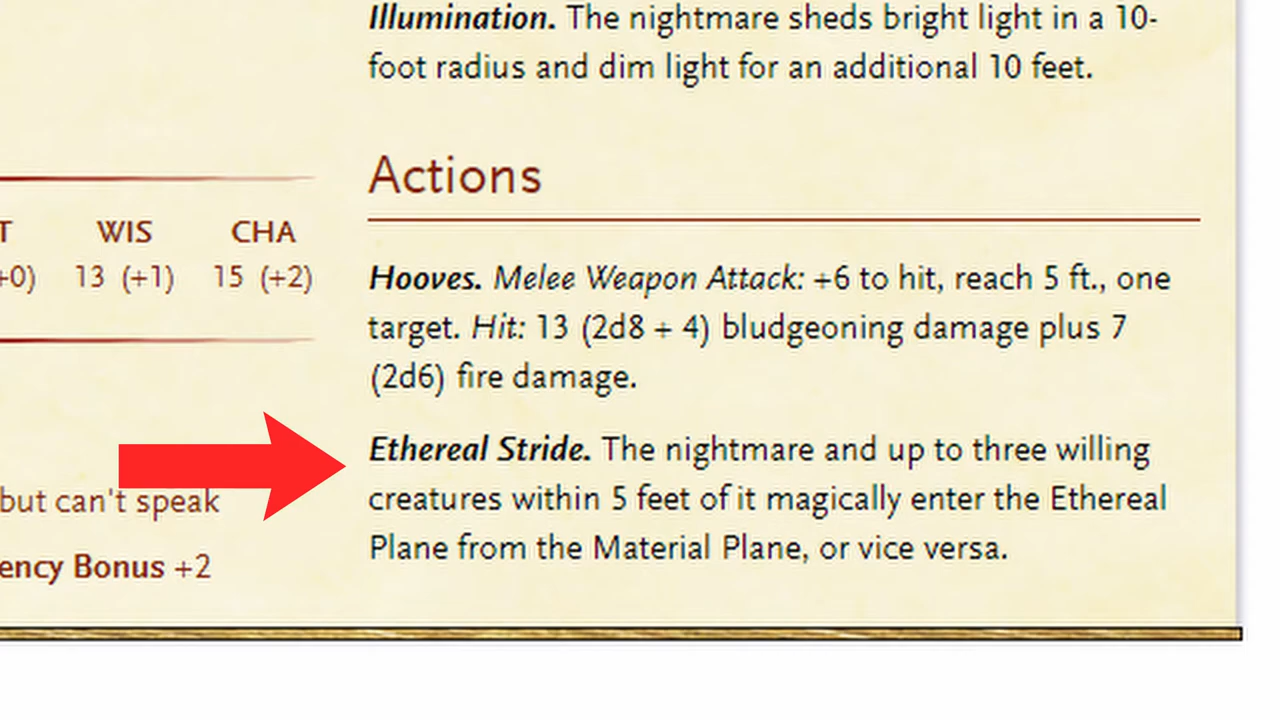 Illumination. The nightmare sheds bright light in a 10-
foot radius and dim light for an additional 10 feet.
WIS CHA
13 (+1) 15 (+2)
but can't speak
Bonus +2
Actions
Hooves. Melee Weapon Attack: +6 to hit, reach 5 ft., one
target. Hit: 13 (2d8 + 4) bludgeoning damage plus 7
(2d6) fire damage.
Ethereal Stride. The nightmare and up to three willing
creatures within 5 feet of it magically enter the Ethereal
Plane from the Material Plane, or vice versa.